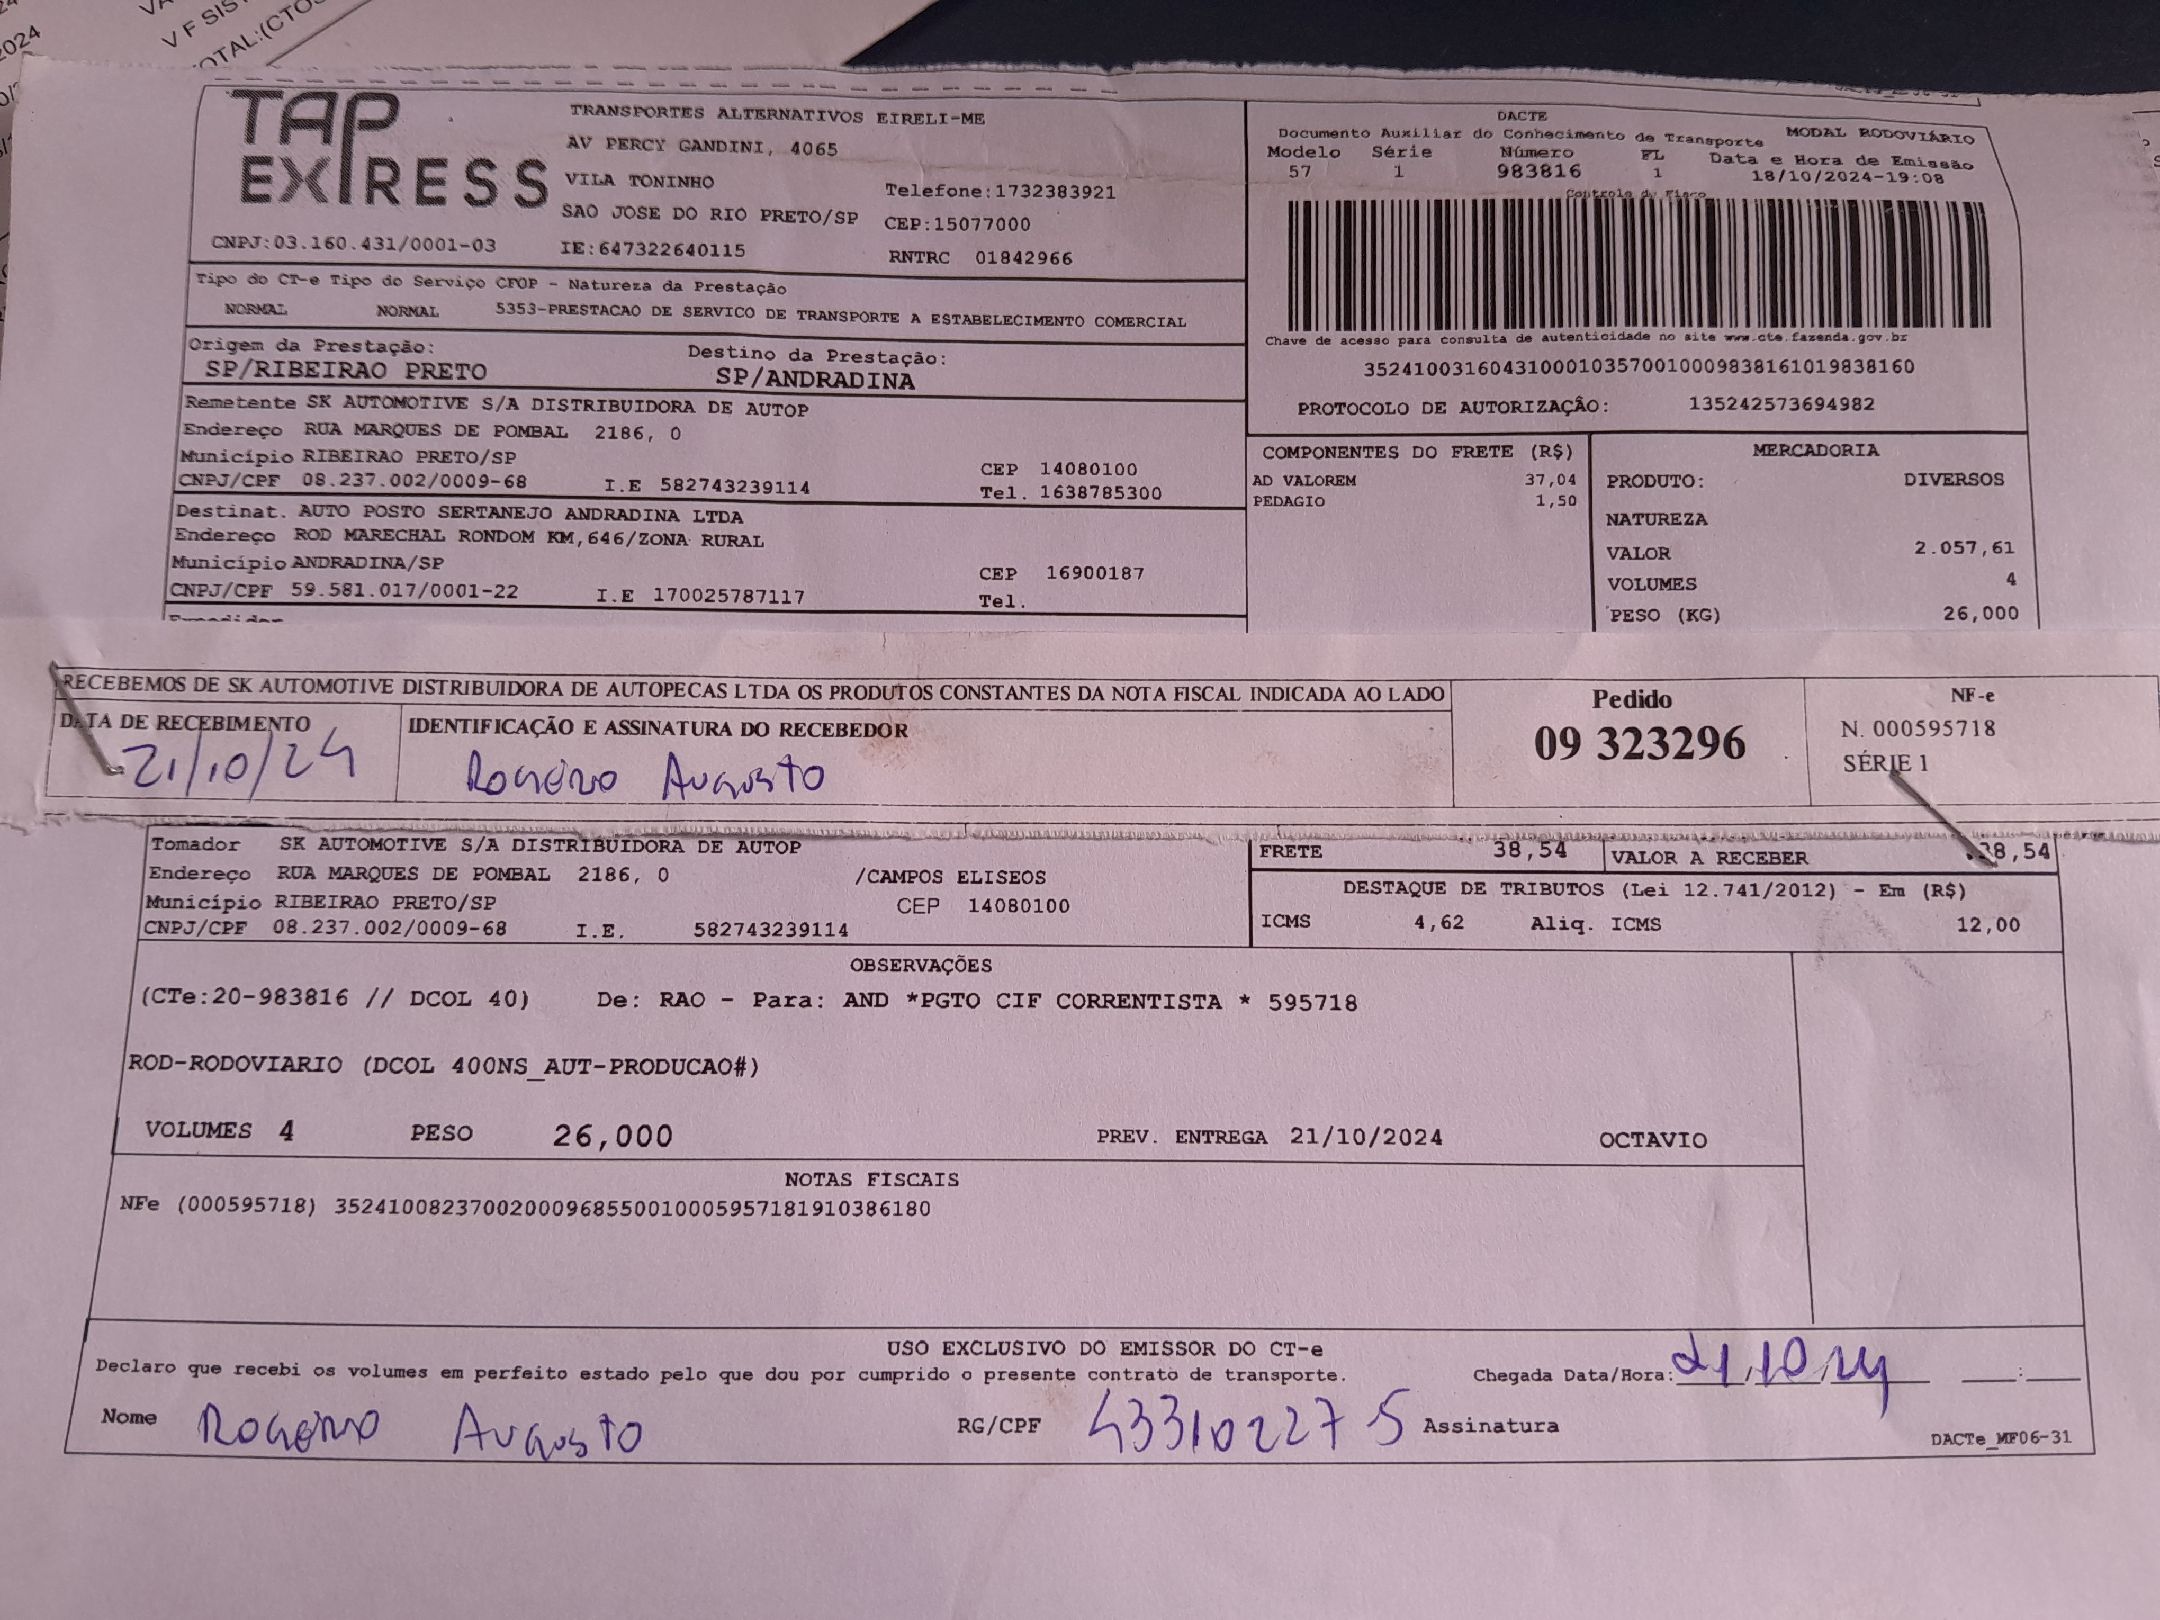 2024
V F SIS
OTAL:(CTOS
TAP EXPRESS
TRANSPORTES ALTERNATIVOS EIRELI-ME
AV PERCY GANDINI, 4065
VILA TONINHO Telefone:1732383921
SAO JOSE DO RIO PRETO/SP CEP:15077000
CNPJ:03.160.431/0001-03 IE:647322640115 RNTRC 01842966
DACTE
Documento Auxiliar do Conhecimento de Transporte MODAL RODOVIÁRIO
Modelo Série Número FL Data e Hora de Emissão
57 1 983816 1 18/10/2024-19:08
Controle do Fisco
Chave de acesso para consulta de autenticidade no site www.cte.fazenda.gov.br
35241003160431000103570010009838161019838160
PROTOCOLO DE AUTORIZAÇÂO: 135242573694982
Tipo do CT-e Tipo do Serviço CFOP - Natureza da Prestação
NORMAL NORMAL 5353-PRESTACAO DE SERVICO DE TRANSPORTE A ESTABELECIMENTO COMERCIAL
Origem da Prestação: Destino da Prestação:
SP/RIBEIRAO PRETO SP/ANDRADINA
Remetente SK AUTOMOTIVE S/A DISTRIBUIDORA DE AUTOP
Endereço RUA MARQUES DE POMBAL 2186, 0
Município RIBEIRAO PRETO/SP CEP 14080100
CNPJ/CPF 08.237.002/0009-68 I.E 582743239114 Tel. 1638785300
Destinat. AUTO POSTO SERTANEJO ANDRADINA LTDA
Endereço ROD MARECHAL RONDOM KM,646/ZONA RURAL
Município ANDRADINA/SP CEP 16900187
CNPJ/CPF 59.581.017/0001-22 I.E 170025787117 Tel.
COMPONENTES DO FRETE (R$)
AD VALOREM 37,04
PEDAGIO 1,50
MERCADORIA
PRODUTO: DIVERSOS
NATUREZA
VALOR 2.057,61
VOLUMES 4
PESO (KG) 26,000
RECEBEMOS DE SK AUTOMOTIVE DISTRIBUIDORA DE AUTOPECAS LTDA OS PRODUTOS CONSTANTES DA NOTA FISCAL INDICADA AO LADO
DATA DE RECEBIMENTO IDENTIFICAÇÃO E ASSINATURA DO RECEBEDOR
21/10/24 Rogério Augusto
Pedido
09 323296
NF-e
N. 000595718
SÉRIE 1
Tomador SK AUTOMOTIVE S/A DISTRIBUIDORA DE AUTOP
Endereço RUA MARQUES DE POMBAL 2186, 0 /CAMPOS ELISEOS
Município RIBEIRAO PRETO/SP CEP 14080100
CNPJ/CPF 08.237.002/0009-68 I.E. 582743239114
FRETE 38,54 VALOR A RECEBER 38,54
DESTAQUE DE TRIBUTOS (Lei 12.741/2012) - Em (R$)
ICMS 4,62 Aliq. ICMS 12,00
OBSERVAÇÕES
(CTe:20-983816 // DCOL 40) De: RAO - Para: AND *PGTO CIF CORRENTISTA * 595718
ROD-RODOVIARIO (DCOL 400NS_AUT-PRODUCAO#)
VOLUMES 4 PESO 26,000 PREV. ENTREGA 21/10/2024 OCTAVIO
NOTAS FISCAIS
NFe (000595718) 35241008237002000968550010005957181910386180
USO EXCLUSIVO DO EMISSOR DO CT-e
Declaro que recebi os volumes em perfeito estado pelo que dou por cumprido o presente contrato de transporte. Chegada Data/Hora: 21/10/24 __:__
Nome Rogério Augusto RG/CPF 43310227 5 Assinatura
DACTe_MF06-31